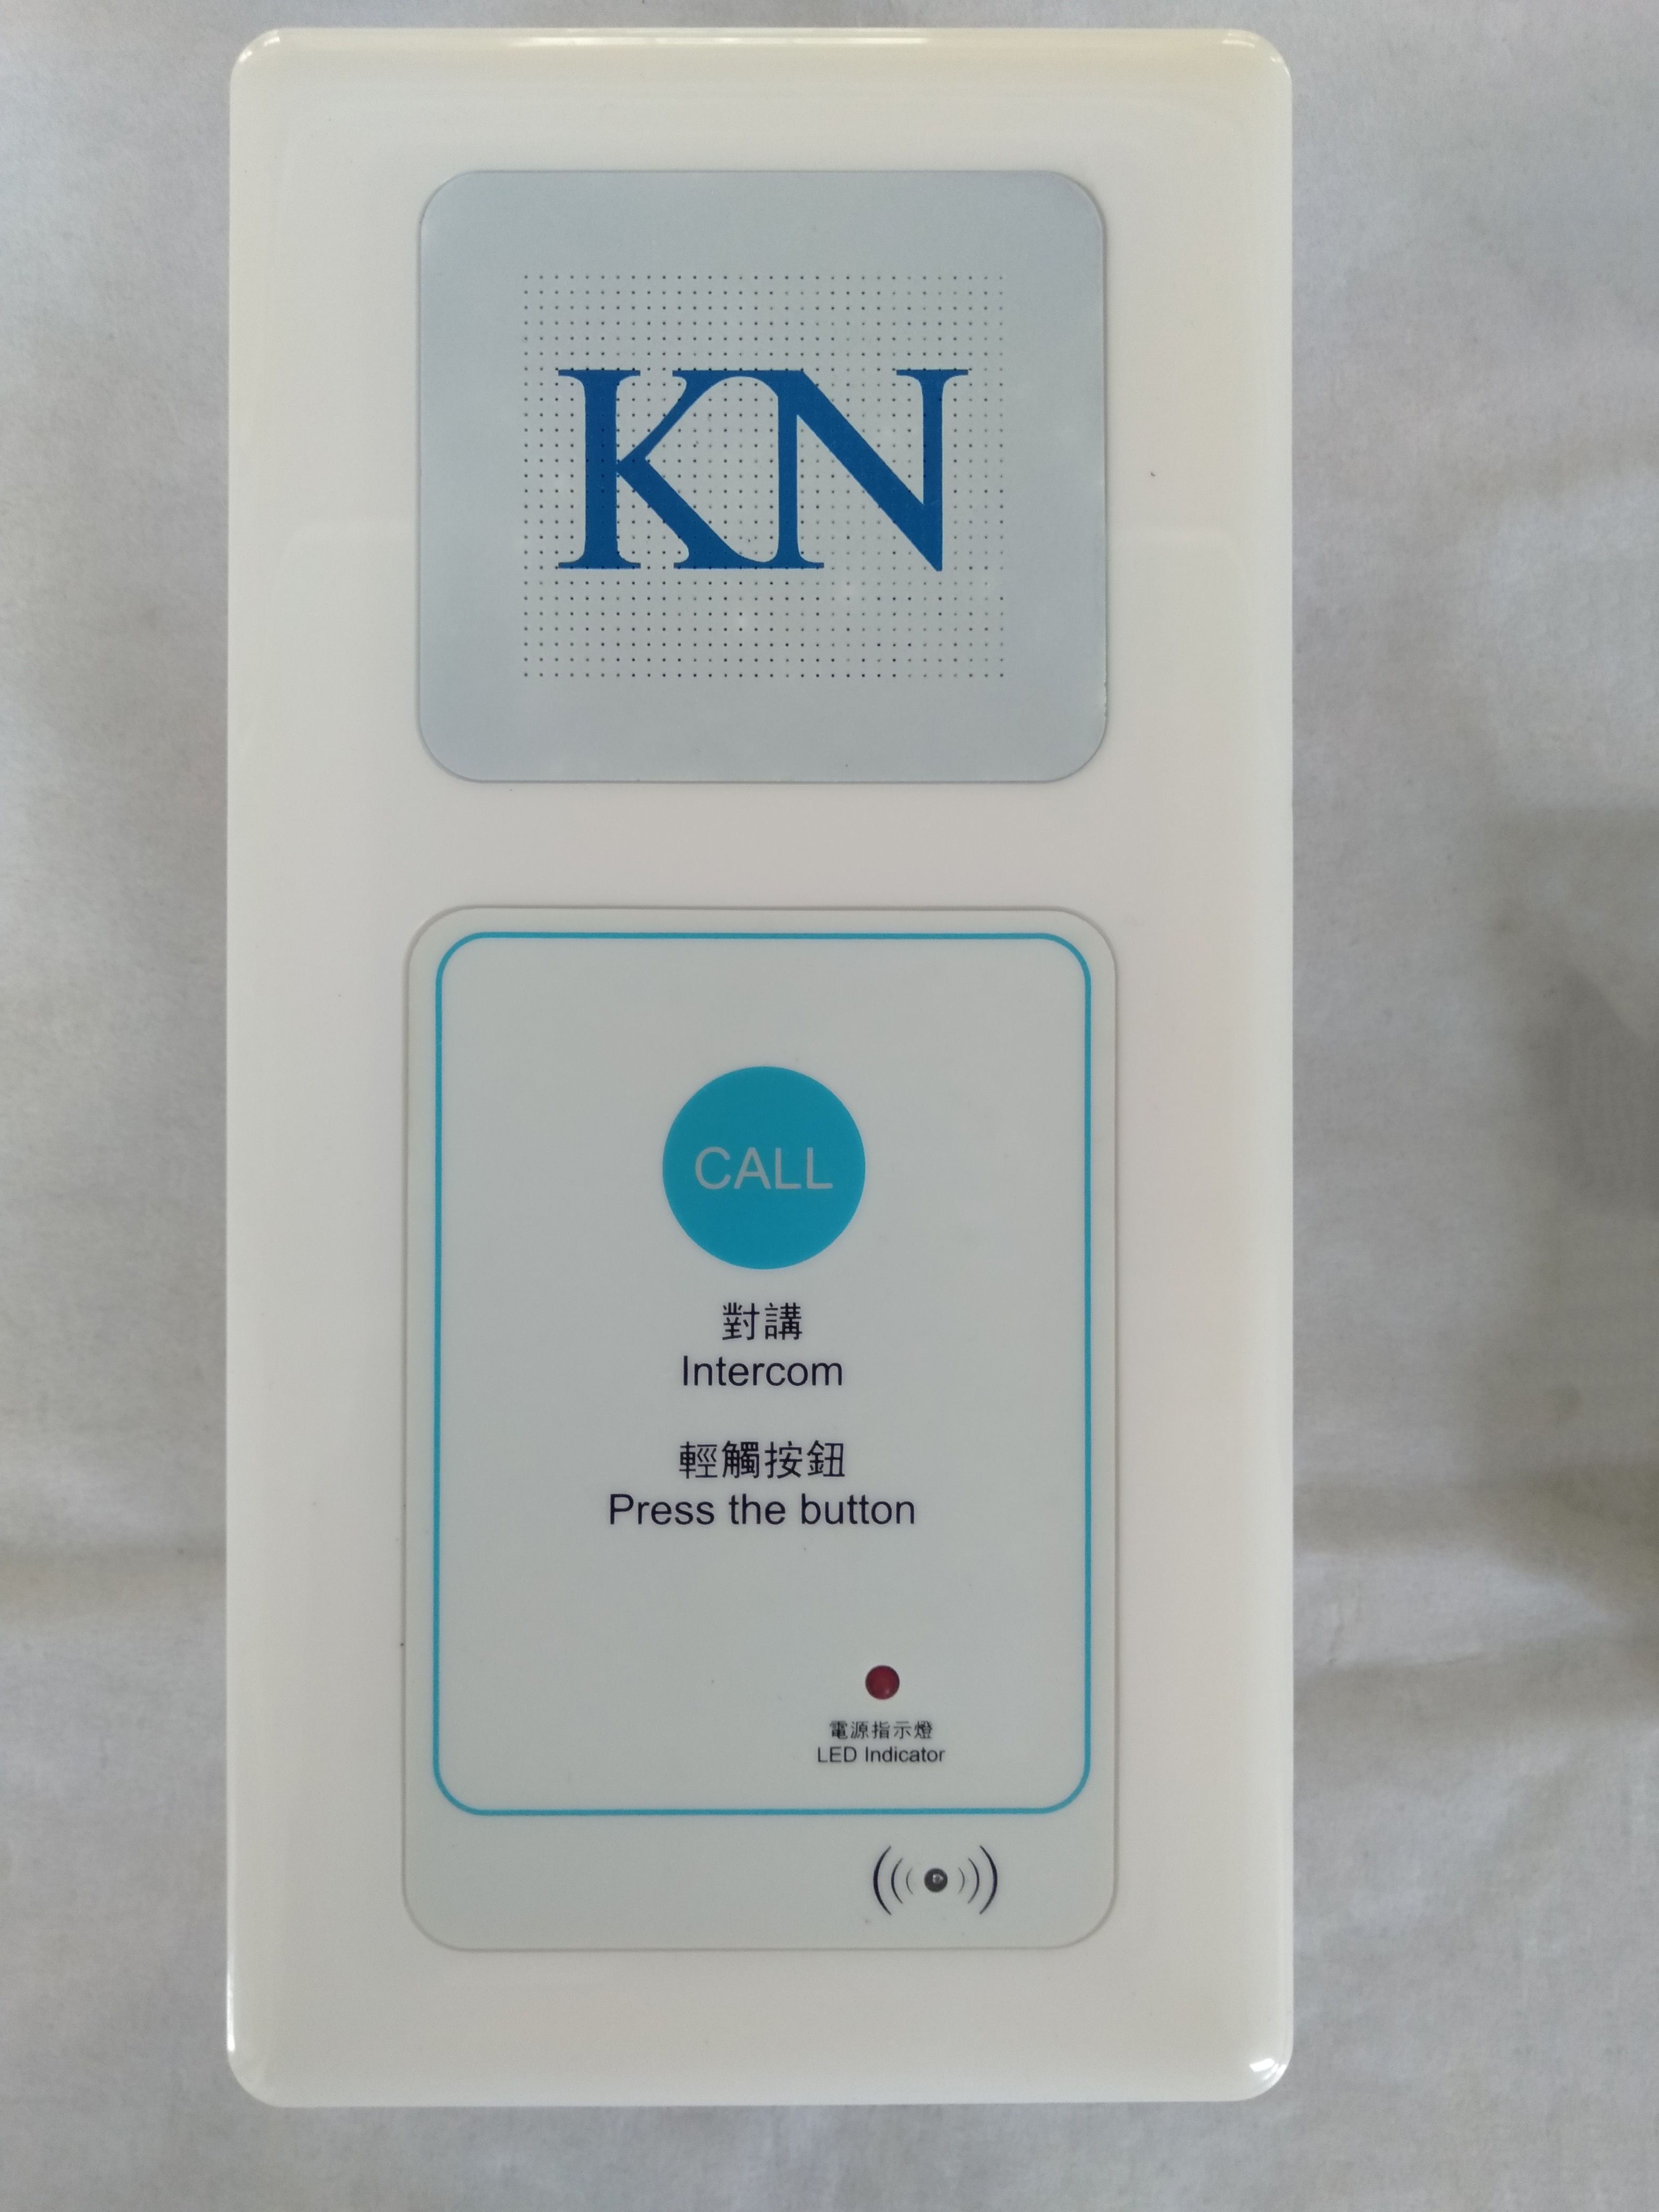 KN
CALL
對講
Intercom
輕觸按鈕
Press the button
電源指示燈
LED Indicator